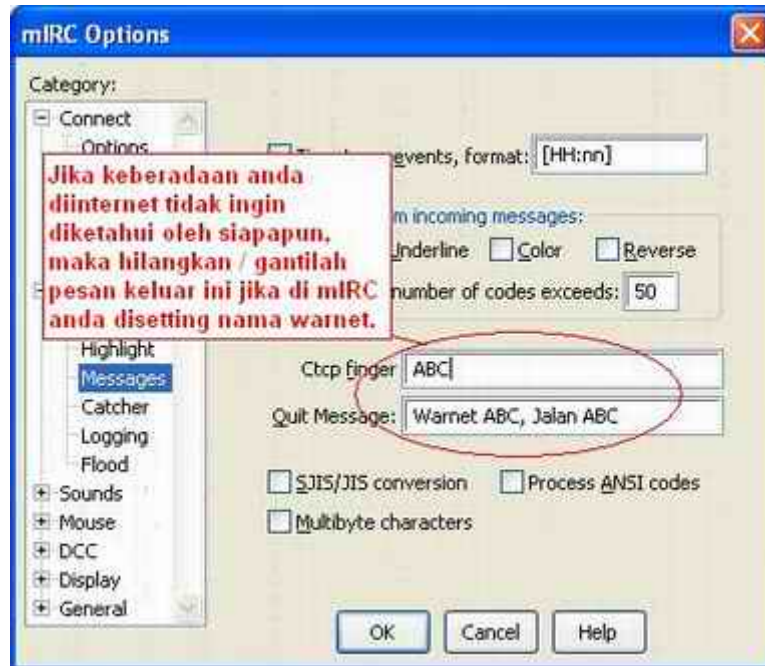 mIRC Options
Category:
Connect
Options
Jika keberadaan anda
diinternet tidak ingin
diketahui oleh siapapun,
maka hilangkan / gantilah
pesan keluar ini jika di mIRC
anda disetting nama warnet.
events, format: [HH:nn]
incoming messages:
Underline Color Reverse
number of codes exceeds: 50
Highlight
Messages
Catcher
Logging
Flood
Sounds
Mouse
DCC
Display
General
Ctcp finger ABC
Quit Message: Warnet ABC, Jalan ABC
SJIS/JIS conversion Process ANSI codes
Multibyte characters
OK Cancel Help